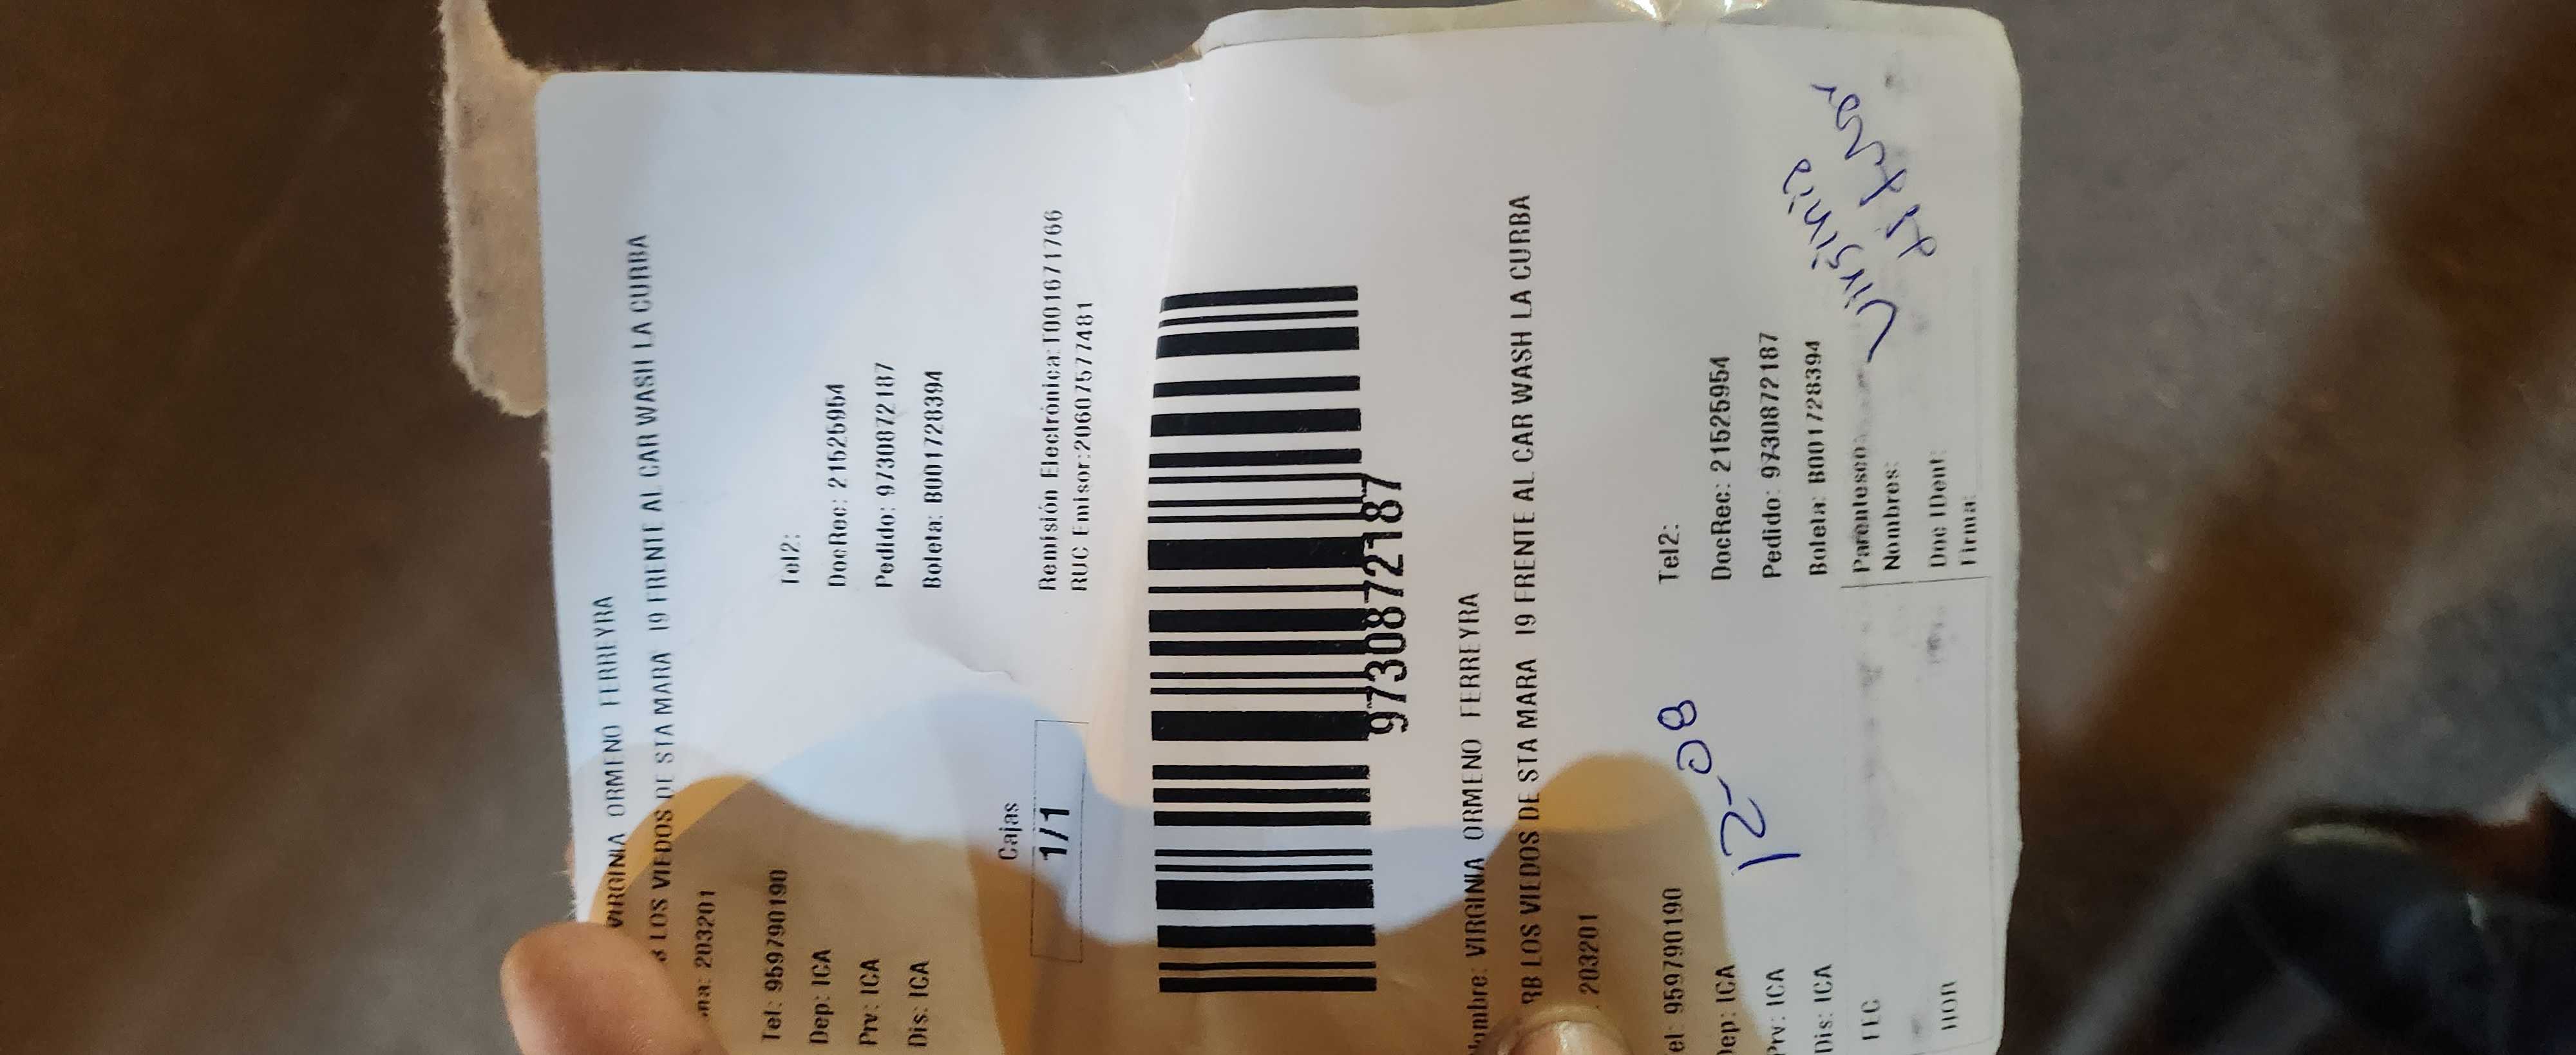 VIRGINIA ORMENO FERREYRA
LOS VIEDOS DE STA MARA 19 FRENTE AL CAR WASH LA CURBA
203201
Tel: 959790190 Tel2:
Dep: ICA DocRec: 21525954
Prv: ICA Pedido: 9730872187
Dis: ICA Boleta: B001728394
Cajas
1/1
Remisión Electrónica:T001671766
RUC Emisor:20607577481
9730872187
ombre: VIRGINIA ORMENO FERREYRA
RB LOS VIEDOS DE STA MARA 19 FRENTE AL CAR WASH LA CURBA
203201
el: 959790190 Tel2:
Dep: ICA DocRec: 21525954
Prv: ICA Pedido: 9730872187
Dis: ICA Boleta: B001728394
12-08
FEC Parentesco
Nombres:
Virginia
HOR Doc IDent:
Firma: